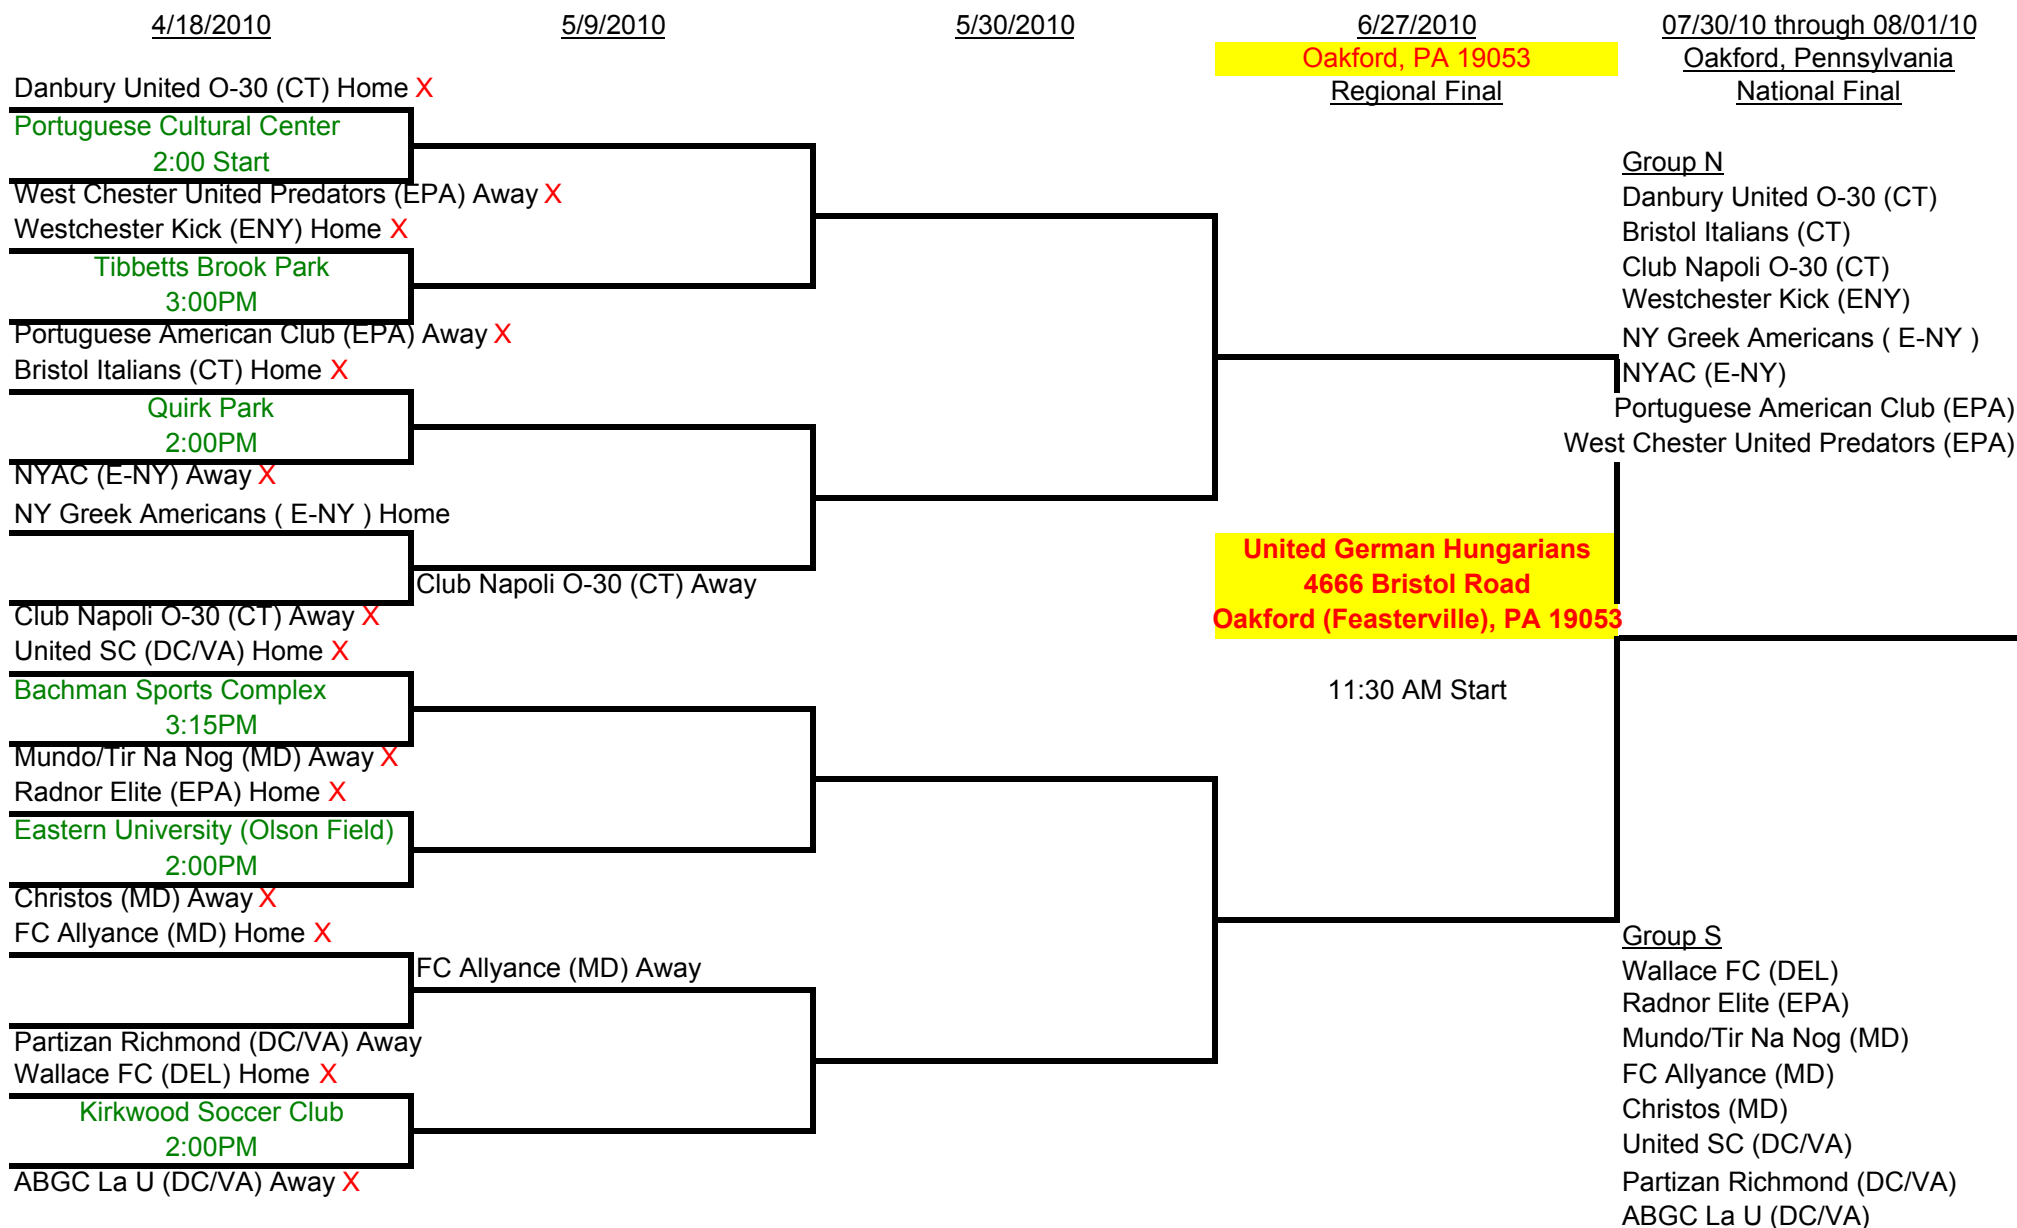 4/18/2010
5/9/2010
5/30/2010
6/27/2010
07/30/10 through 08/01/10
Oakford, PA 19053
Oakford, Pennsylvania
Regional Final
National Final
Danbury United O-30 (CT) Home X
Portuguese Cultural Center
2:00 Start
West Chester United Predators (EPA) Away X
Westchester Kick (ENY) Home X
Tibbetts Brook Park
3:00PM
Portuguese American Club (EPA) Away X
Bristol Italians (CT) Home X
Quirk Park
2:00PM
NYAC (E-NY) Away X
NY Greek Americans ( E-NY ) Home
Club Napoli O-30 (CT) Away
Club Napoli O-30 (CT) Away X
United SC (DC/VA) Home X
Bachman Sports Complex
3:15PM
Mundo/Tir Na Nog (MD) Away X
Radnor Elite (EPA) Home X
Eastern University (Olson Field)
2:00PM
Christos (MD) Away X
FC Allyance (MD) Home X
FC Allyance (MD) Away
Partizan Richmond (DC/VA) Away
Wallace FC (DEL) Home X
Kirkwood Soccer Club
2:00PM
ABGC La U (DC/VA) Away X
United German Hungarians
4666 Bristol Road
Oakford (Feasterville), PA 19053
11:30 AM Start
Group N
Danbury United O-30 (CT)
Bristol Italians (CT)
Club Napoli O-30 (CT)
Westchester Kick (ENY)
NY Greek Americans ( E-NY )
NYAC (E-NY)
Portuguese American Club (EPA)
West Chester United Predators (EPA)
Group S
Wallace FC (DEL)
Radnor Elite (EPA)
Mundo/Tir Na Nog (MD)
FC Allyance (MD)
Christos (MD)
United SC (DC/VA)
Partizan Richmond (DC/VA)
ABGC La U (DC/VA)